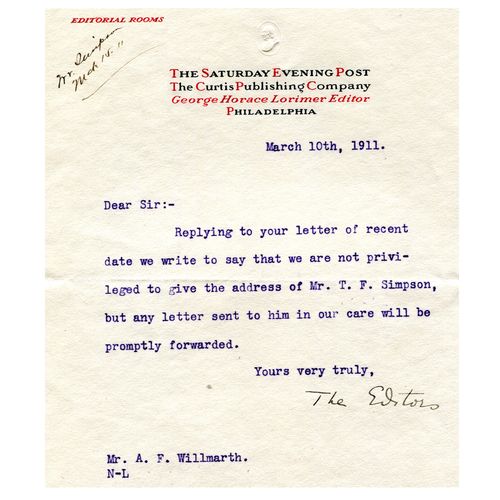 EDITORIAL ROOMS
Wr. Simpson
Mch 15. 11
THE SATURDAY EVENING POST
THE CURTIS PUBLISHING COMPANY
George Horace Lorimer Editor
PHILADELPHIA
March 10th, 1911.
Dear Sir:-
Replying to your letter of recent
date we write to say that we are not privi-
leged to give the address of Mr. T. F. Simpson,
but any letter sent to him in our care will be
promptly forwarded.
Yours very truly,
The Editors
Mr. A. F. Willmarth.
N-L